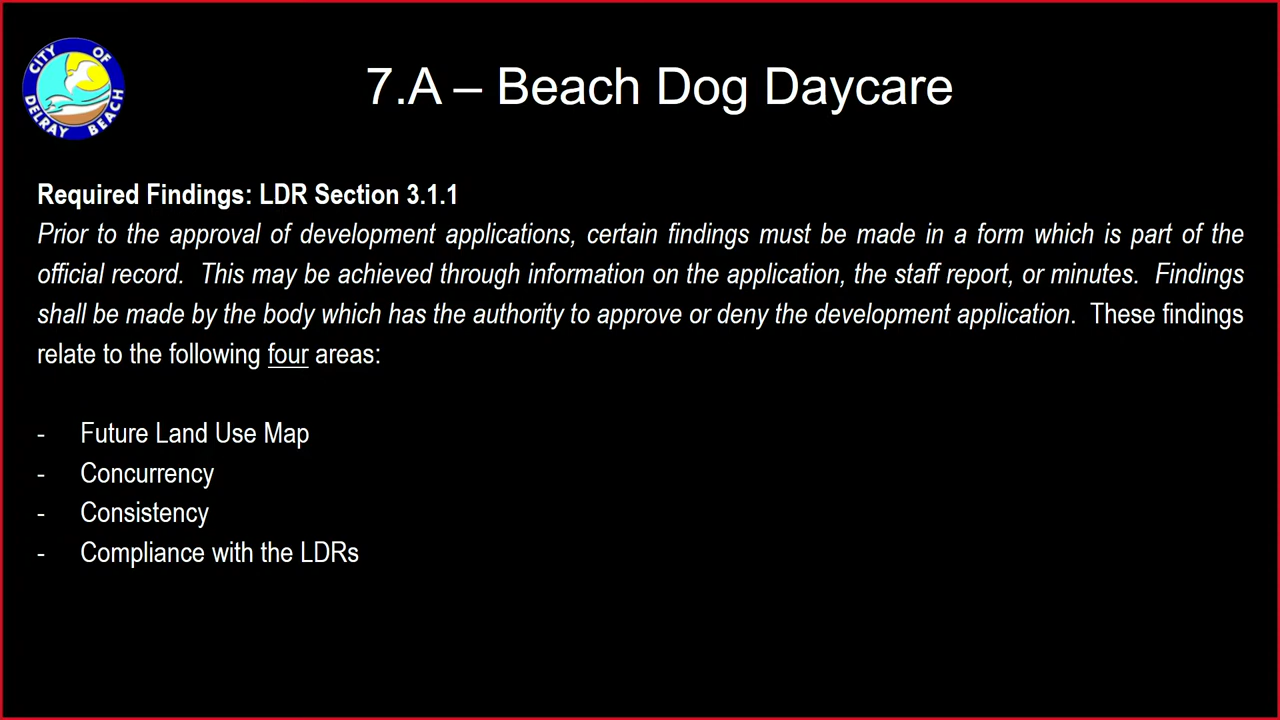 CITY OF
DELRAY BEACH
7.A – Beach Dog Daycare
Required Findings: LDR Section 3.1.1
Prior to the approval of development applications, certain findings must be made in a form which is part of the
official record.  This may be achieved through information on the application, the staff report, or minutes.  Findings
shall be made by the body which has the authority to approve or deny the development application.  These findings
relate to the following four areas:
- Future Land Use Map
- Concurrency
- Consistency
- Compliance with the LDRs